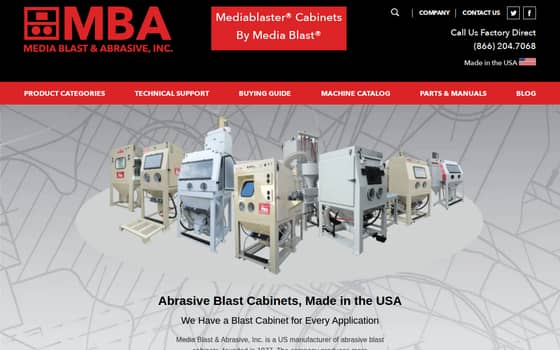 MBA
MEDIA BLAST & ABRASIVE, INC.
Mediablaster® Cabinets
By Media Blast®
COMPANY
CONTACT US
Call Us Factory Direct
(866) 204.7068
Made in the USA
PRODUCT CATEGORIES TECHNICAL SUPPORT BUYING GUIDE MACHINE CATALOG PARTS & MANUALS BLOG
Abrasive Blast Cabinets, Made in the USA
We Have a Blast Cabinet for Every Application
Media Blast & Abrasive, Inc. is a US manufacturer of abrasive blast